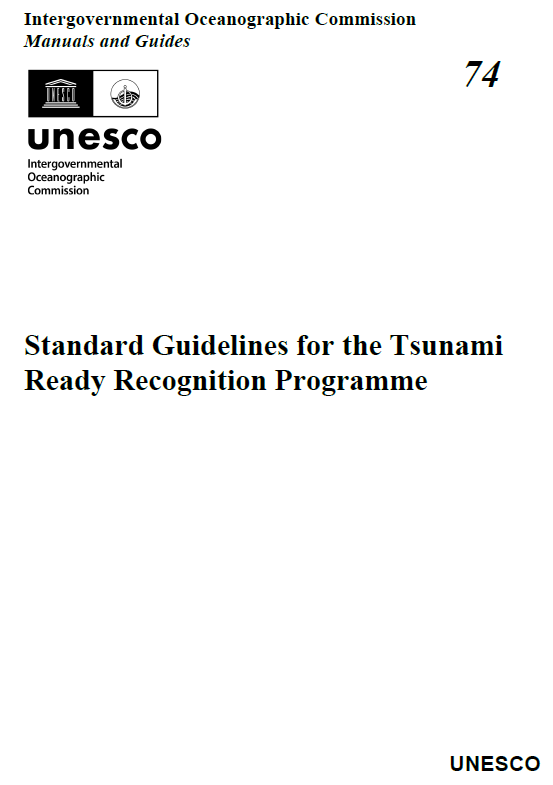 Intergovernmental Oceanographic Commission
Manuals and Guides
74
UNESCO
unesco
Intergovernmental
Oceanographic
Commission
Standard Guidelines for the Tsunami
Ready Recognition Programme
UNESCO